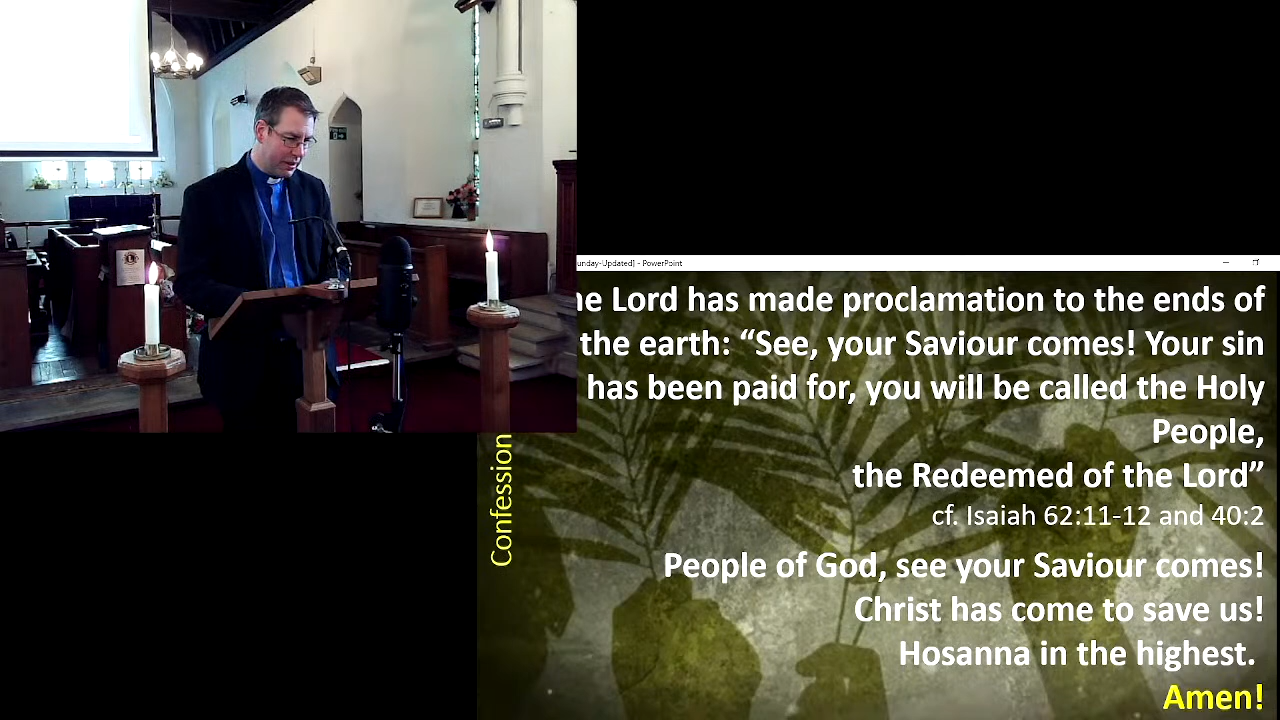 unday-Updated] - PowerPoint
he Lord has made proclamation to the ends of
the earth: “See, your Saviour comes! Your sin
has been paid for, you will be called the Holy
People,
the Redeemed of the Lord”
cf. Isaiah 62:11-12 and 40:2
People of God, see your Saviour comes!
Christ has come to save us!
Hosanna in the highest.
Amen!
Confession